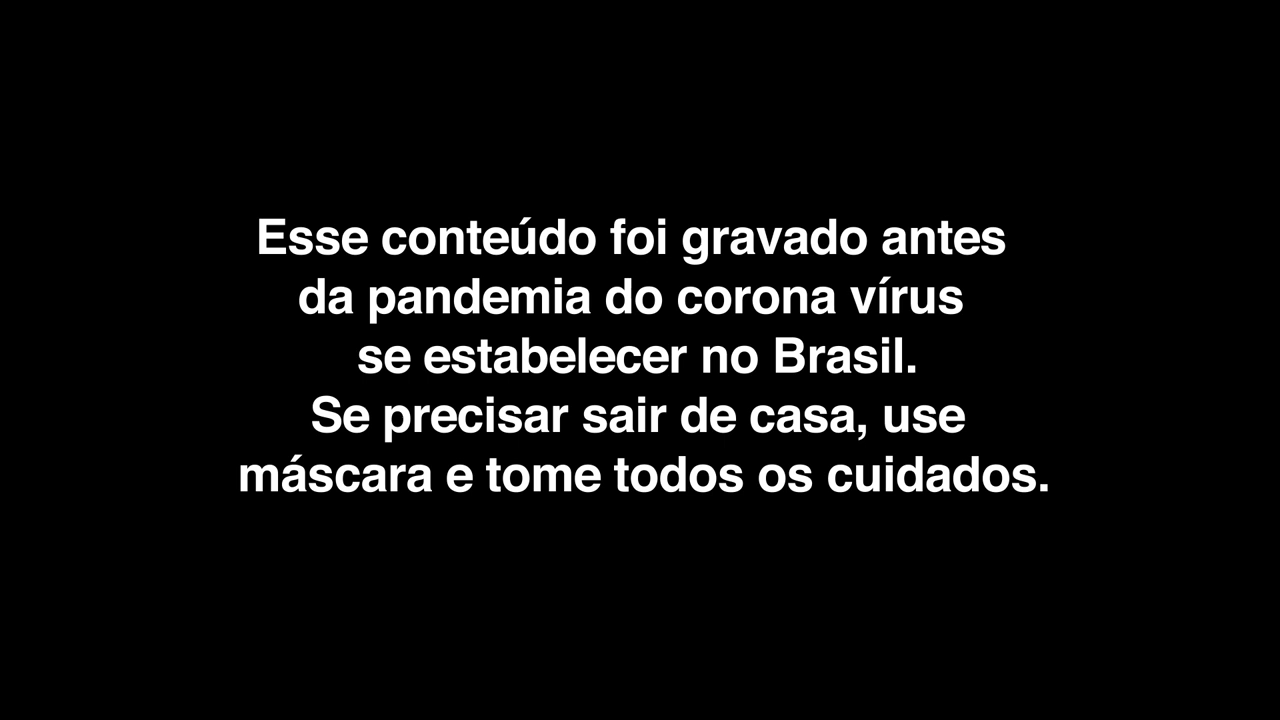 Esse conteúdo foi gravado antes
da pandemia do corona vírus
se estabelecer no Brasil.
Se precisar sair de casa, use
máscara e tome todos os cuidados.